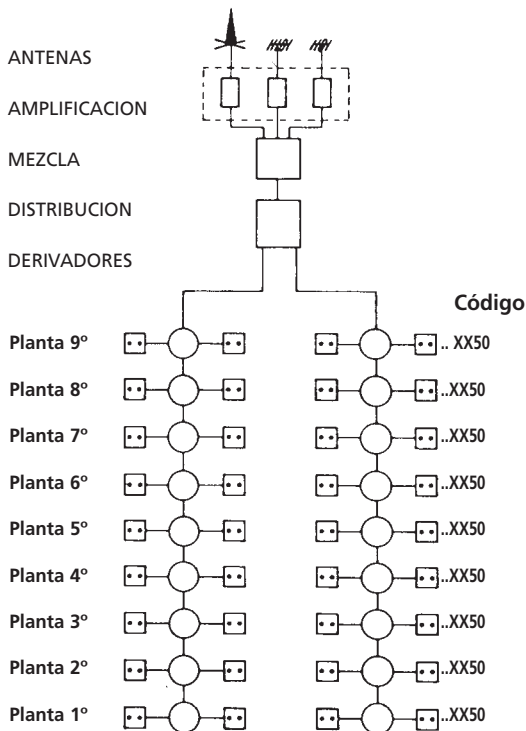 ANTENAS
AMPLIFICACION
MEZCLA
DISTRIBUCION
DERIVADORES
Código
Planta 9º .. XX50
Planta 8º ..XX50
Planta 7º ..XX50
Planta 6º ..XX50
Planta 5º ..XX50
Planta 4º ..XX50
Planta 3º ..XX50
Planta 2º ..XX50
Planta 1º ..XX50